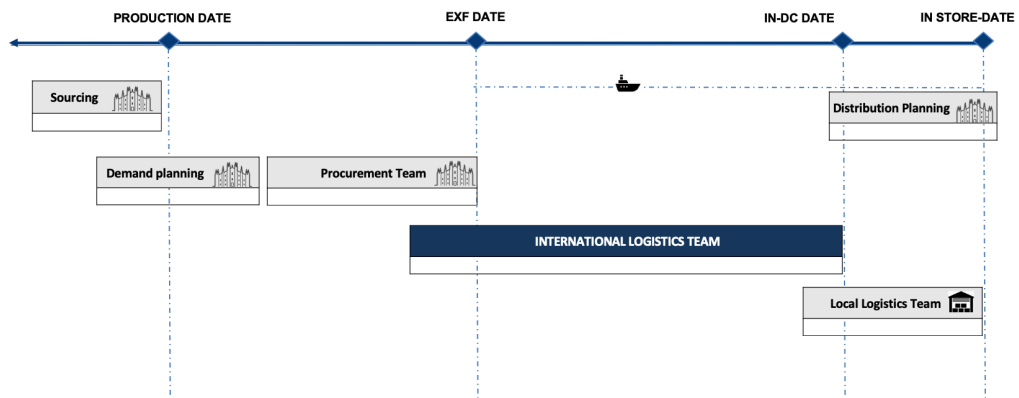 PRODUCTION DATE
EXF DATE
IN-DC DATE
IN STORE-DATE
Sourcing
Distribution Planning
Demand planning
Procurement Team
INTERNATIONAL LOGISTICS TEAM
Local Logistics Team